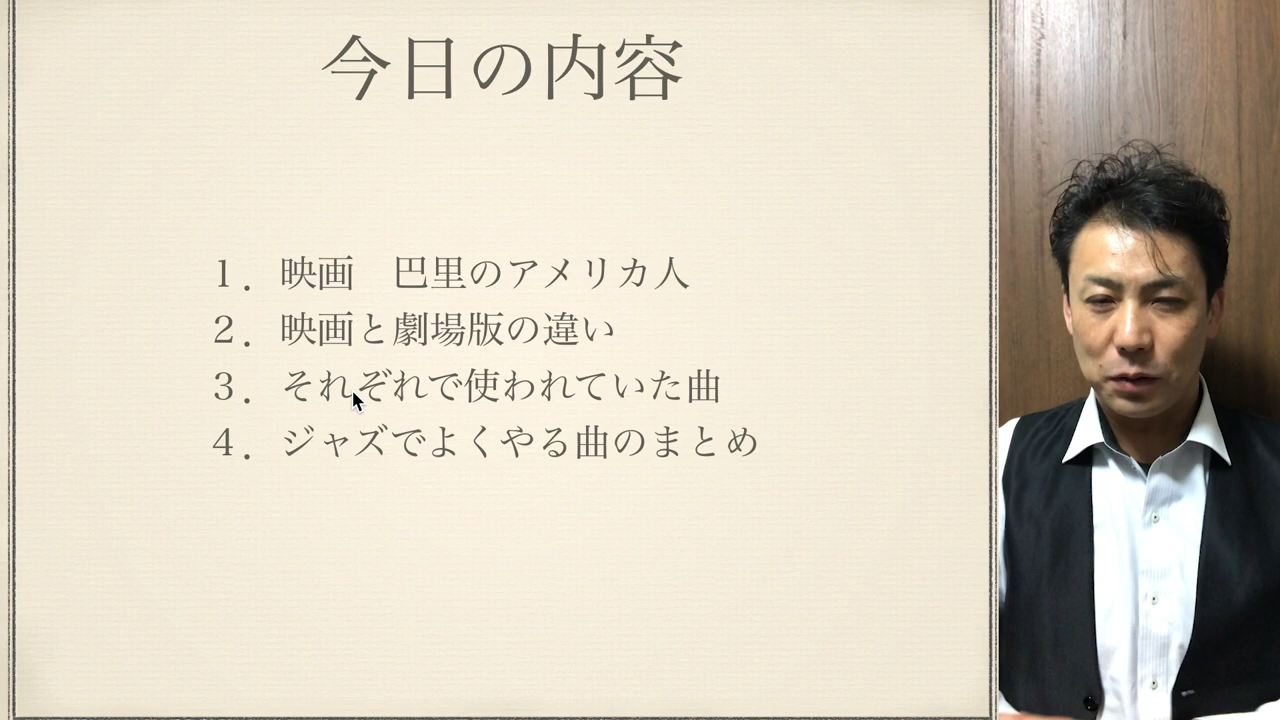 今日の内容
１．映画　巴里のアメリカ人
２．映画と劇場版の違い
３．それぞれで使われていた曲
４．ジャズでよくやる曲のまとめ